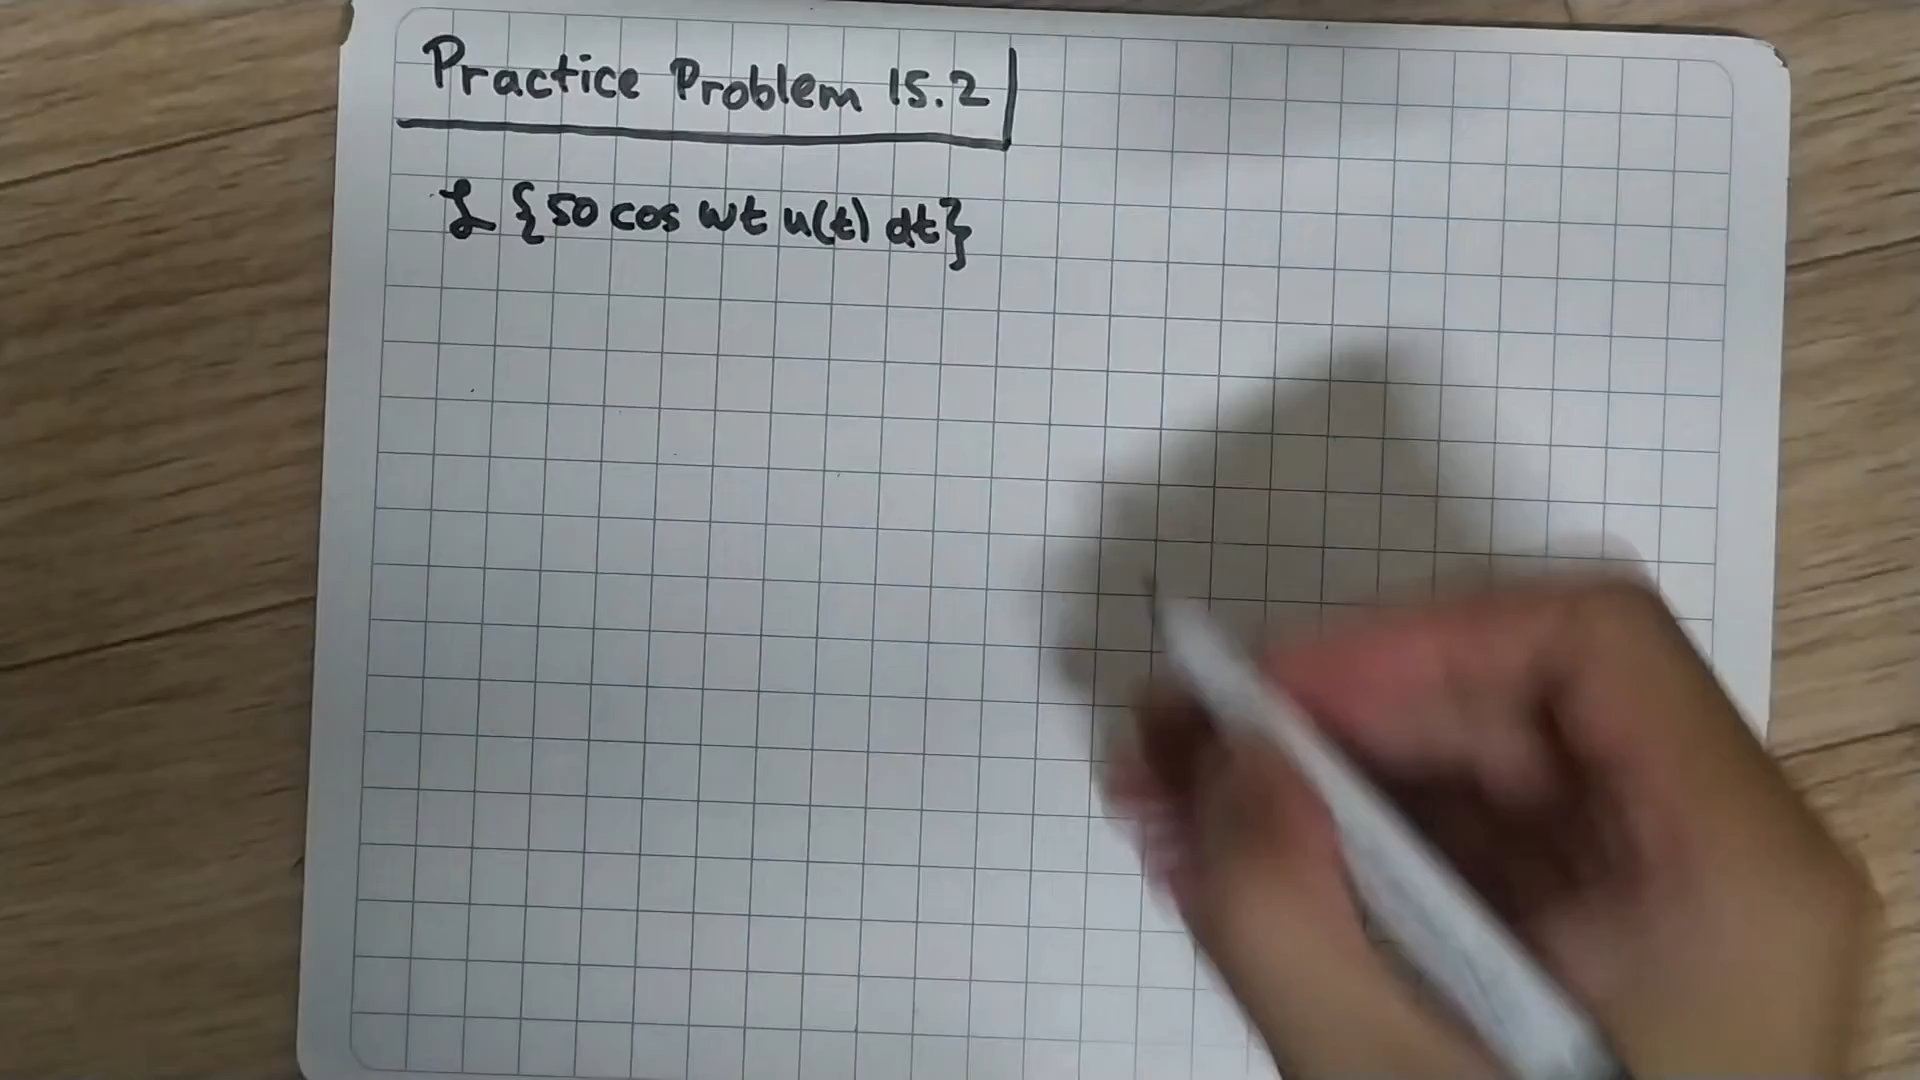 Practice Problem 15.2
ℒ {50 cos ωt u(t) dt}